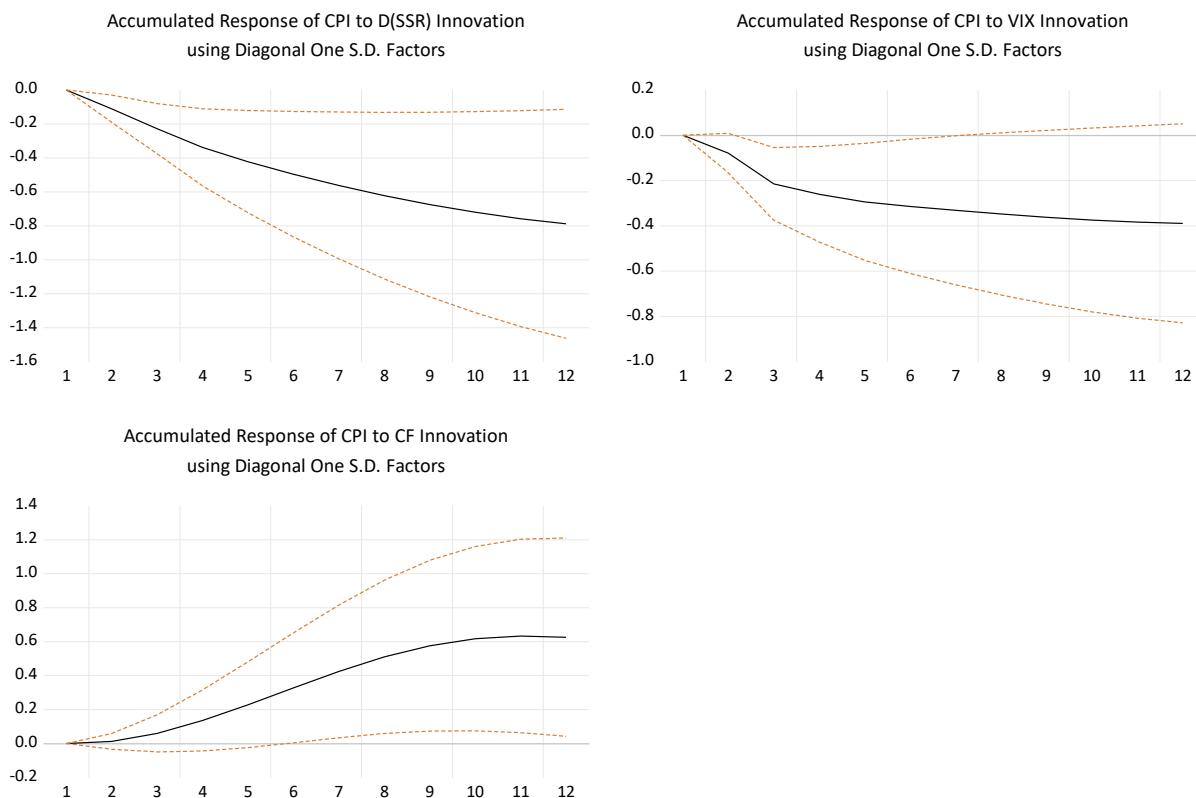 Accumulated Response of CPI to D(SSR) Innovation
using Diagonal One S.D. Factors
0.0
-0.2
-0.4
-0.6
-0.8
-1.0
-1.2
-1.4
-1.6
1 2 3 4 5 6 7 8 9 10 11 12
Accumulated Response of CPI to VIX Innovation
using Diagonal One S.D. Factors
0.2
0.0
-0.2
-0.4
-0.6
-0.8
-1.0
1 2 3 4 5 6 7 8 9 10 11 12
Accumulated Response of CPI to CF Innovation
using Diagonal One S.D. Factors
1.4
1.2
1.0
0.8
0.6
0.4
0.2
0.0
-0.2
1 2 3 4 5 6 7 8 9 10 11 12